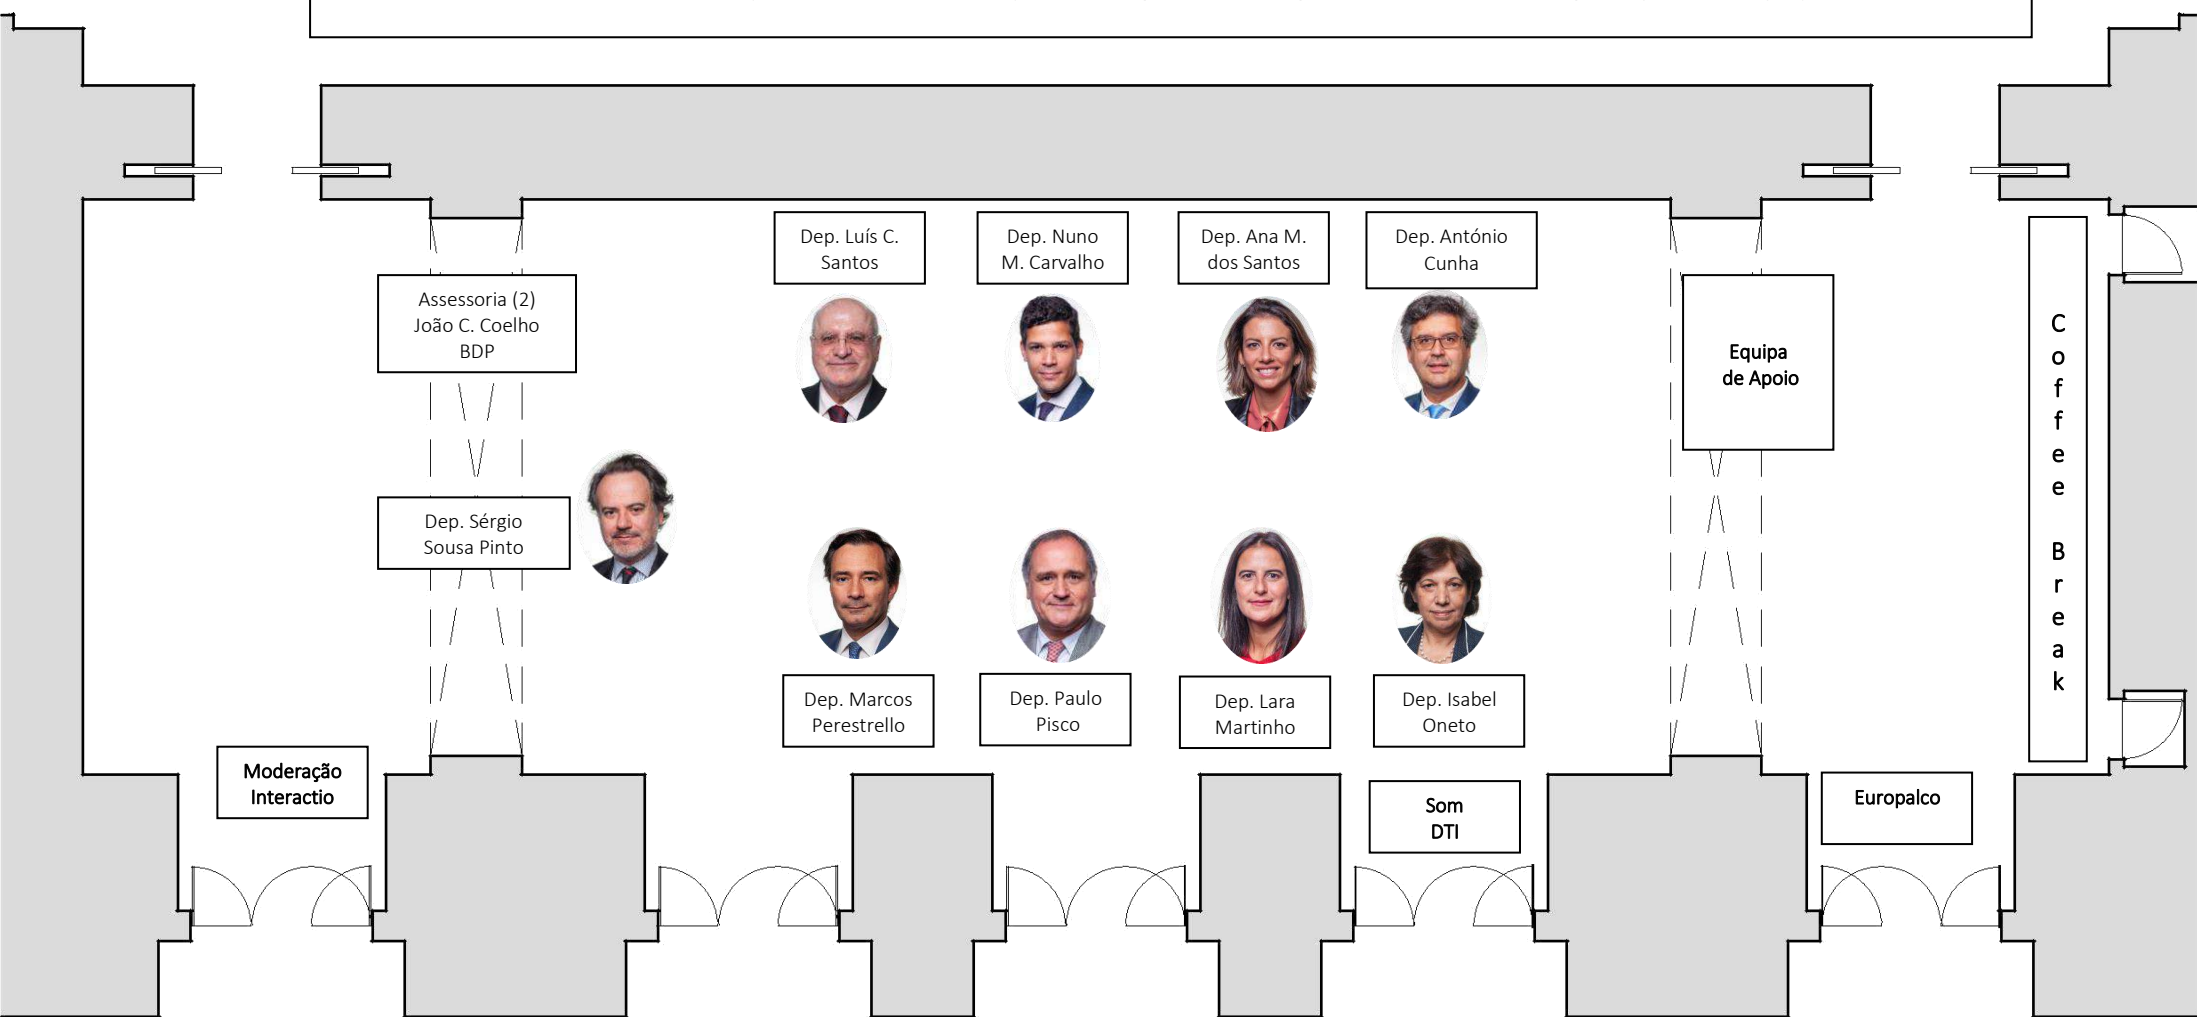 Dep. Luís C.
Santos
Dep. Nuno
M. Carvalho
Dep. Ana M.
dos Santos
Dep. António
Cunha
Assessoria (2)
João C. Coelho
BDP
Equipa
de Apoio
Coffee Break
Dep. Sérgio
Sousa Pinto
Dep. Marcos
Perestrello
Dep. Paulo
Pisco
Dep. Lara
Martinho
Dep. Isabel
Oneto
Moderação
Interactio
Som
DTI
Europalco